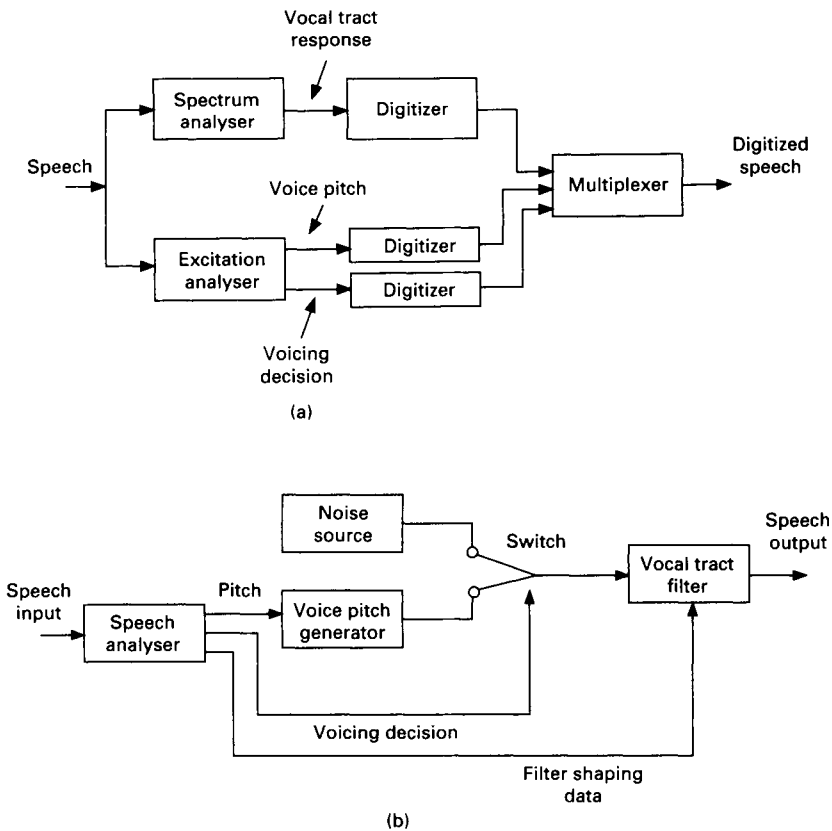 Vocal tract
response
Spectrum
analyser
Digitizer
Speech
Voice pitch
Multiplexer
Digitized
speech
Excitation
analyser
Digitizer
Digitizer
Voicing
decision
(a)
Noise
source
Switch
Speech
output
Vocal tract
filter
Speech
input
Pitch
Speech
analyser
Voice pitch
generator
Voicing decision
Filter shaping
data
(b)